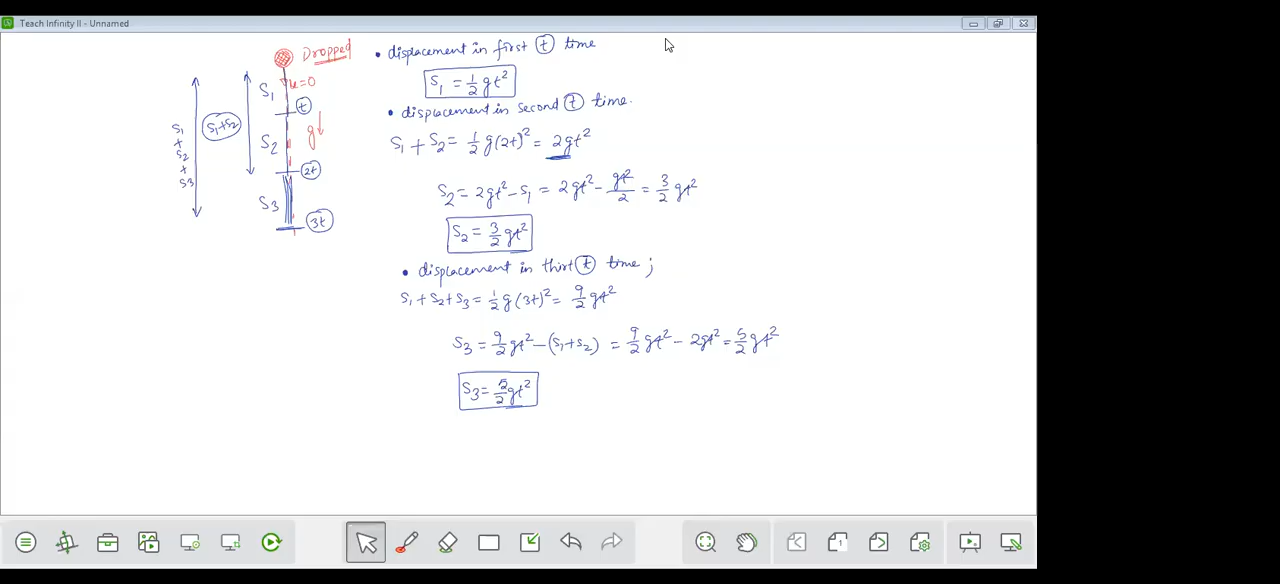 Teach Infinity II - Unnamed
Dropped
u=0
S₁
t
g↓
S₁+S₂
S₂
2t
S₁+S₂+S₃
S₃
3t
• displacement in first t time
S₁ = 1/2 gt²
• displacement in second t time.
S₁ + S₂ = 1/2 g(2t)² = 2gt²
S₂ = 2gt² - S₁ = 2gt² - gt²/2 = 3/2 gt²
S₂ = 3/2 gt²
• displacement in thirt t time;
S₁ + S₂ + S₃ = 1/2 g(3t)² = 9/2 gt²
S₃ = 9/2 gt² - (S₁+S₂) = 9/2 gt² - 2gt² = 5/2 gt²
S₃ = 5/2 gt²
1